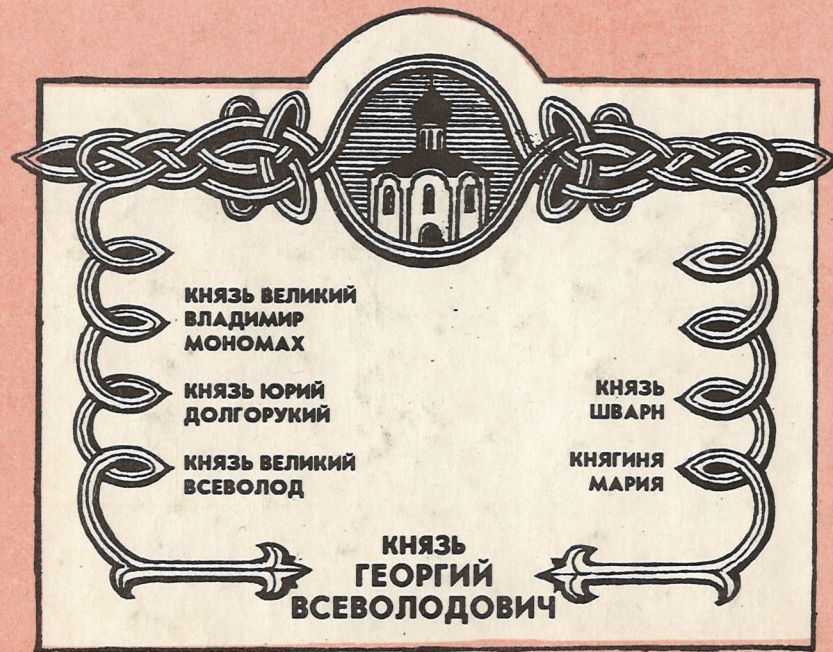 КНЯЗЬ ВЕЛИКИЙ
ВЛАДИМИР
МОНОМАХ
КНЯЗЬ ЮРИЙ
ДОЛГОРУКИЙ
КНЯЗЬ ВЕЛИКИЙ
ВСЕВОЛОД
КНЯЗЬ
ШВАРН
КНЯГИНЯ
МАРИЯ
КНЯЗЬ
ГЕОРГИЙ
ВСЕВОЛОДОВИЧ